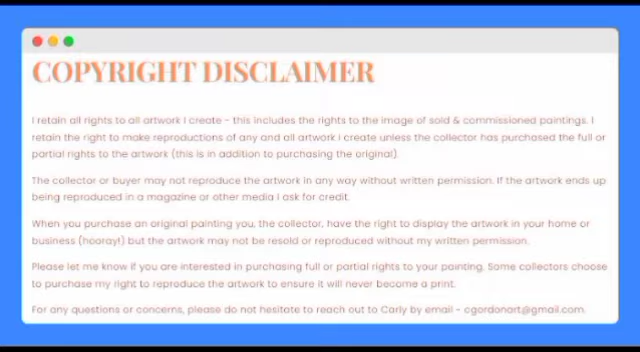 COPYRIGHT DISCLAIMER
I retain all rights to all artwork I create - this includes the rights to the image of sold & commissioned paintings. I
retain the right to make reproductions of any and all artwork I create unless the collector has purchased the full or
partial rights to the artwork (this is in addition to purchasing the original).
The collector or buyer may not reproduce the artwork in any way without written permission. If the artwork ends up
being reproduced in a magazine or other media I ask for credit.
When you purchase an original painting you, the collector, have the right to display the artwork in your home or
business (hooray!) but the artwork may not be resold or reproduced without my written permission.
Please let me know if you are interested in purchasing full or partial rights to your painting. Some collectors choose
to purchase my right to reproduce the artwork to ensure it will never become a print.
For any questions or concerns, please do not hesitate to reach out to Carly by email - cgordonart@gmail.com.